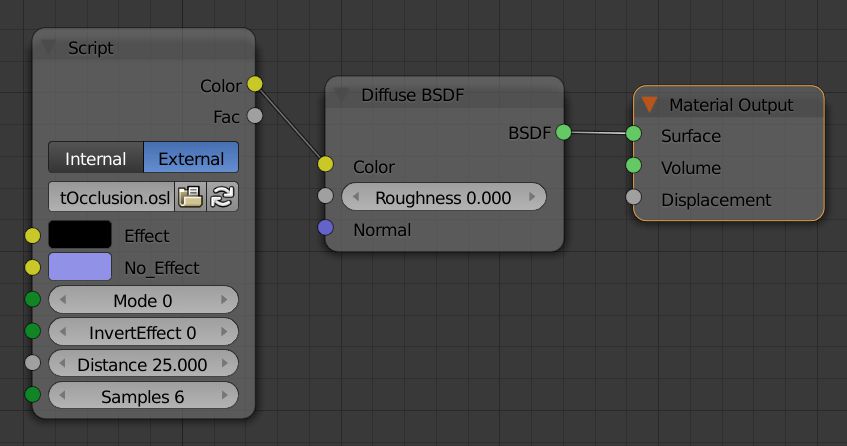 Script
Color
Fac
Internal External
tOcclusion.osl
Effect
No_Effect
Mode 0
InvertEffect 0
Distance 25.000
Samples 6
Diffuse BSDF
BSDF
Color
Roughness 0.000
Normal
Material Output
Surface
Volume
Displacement